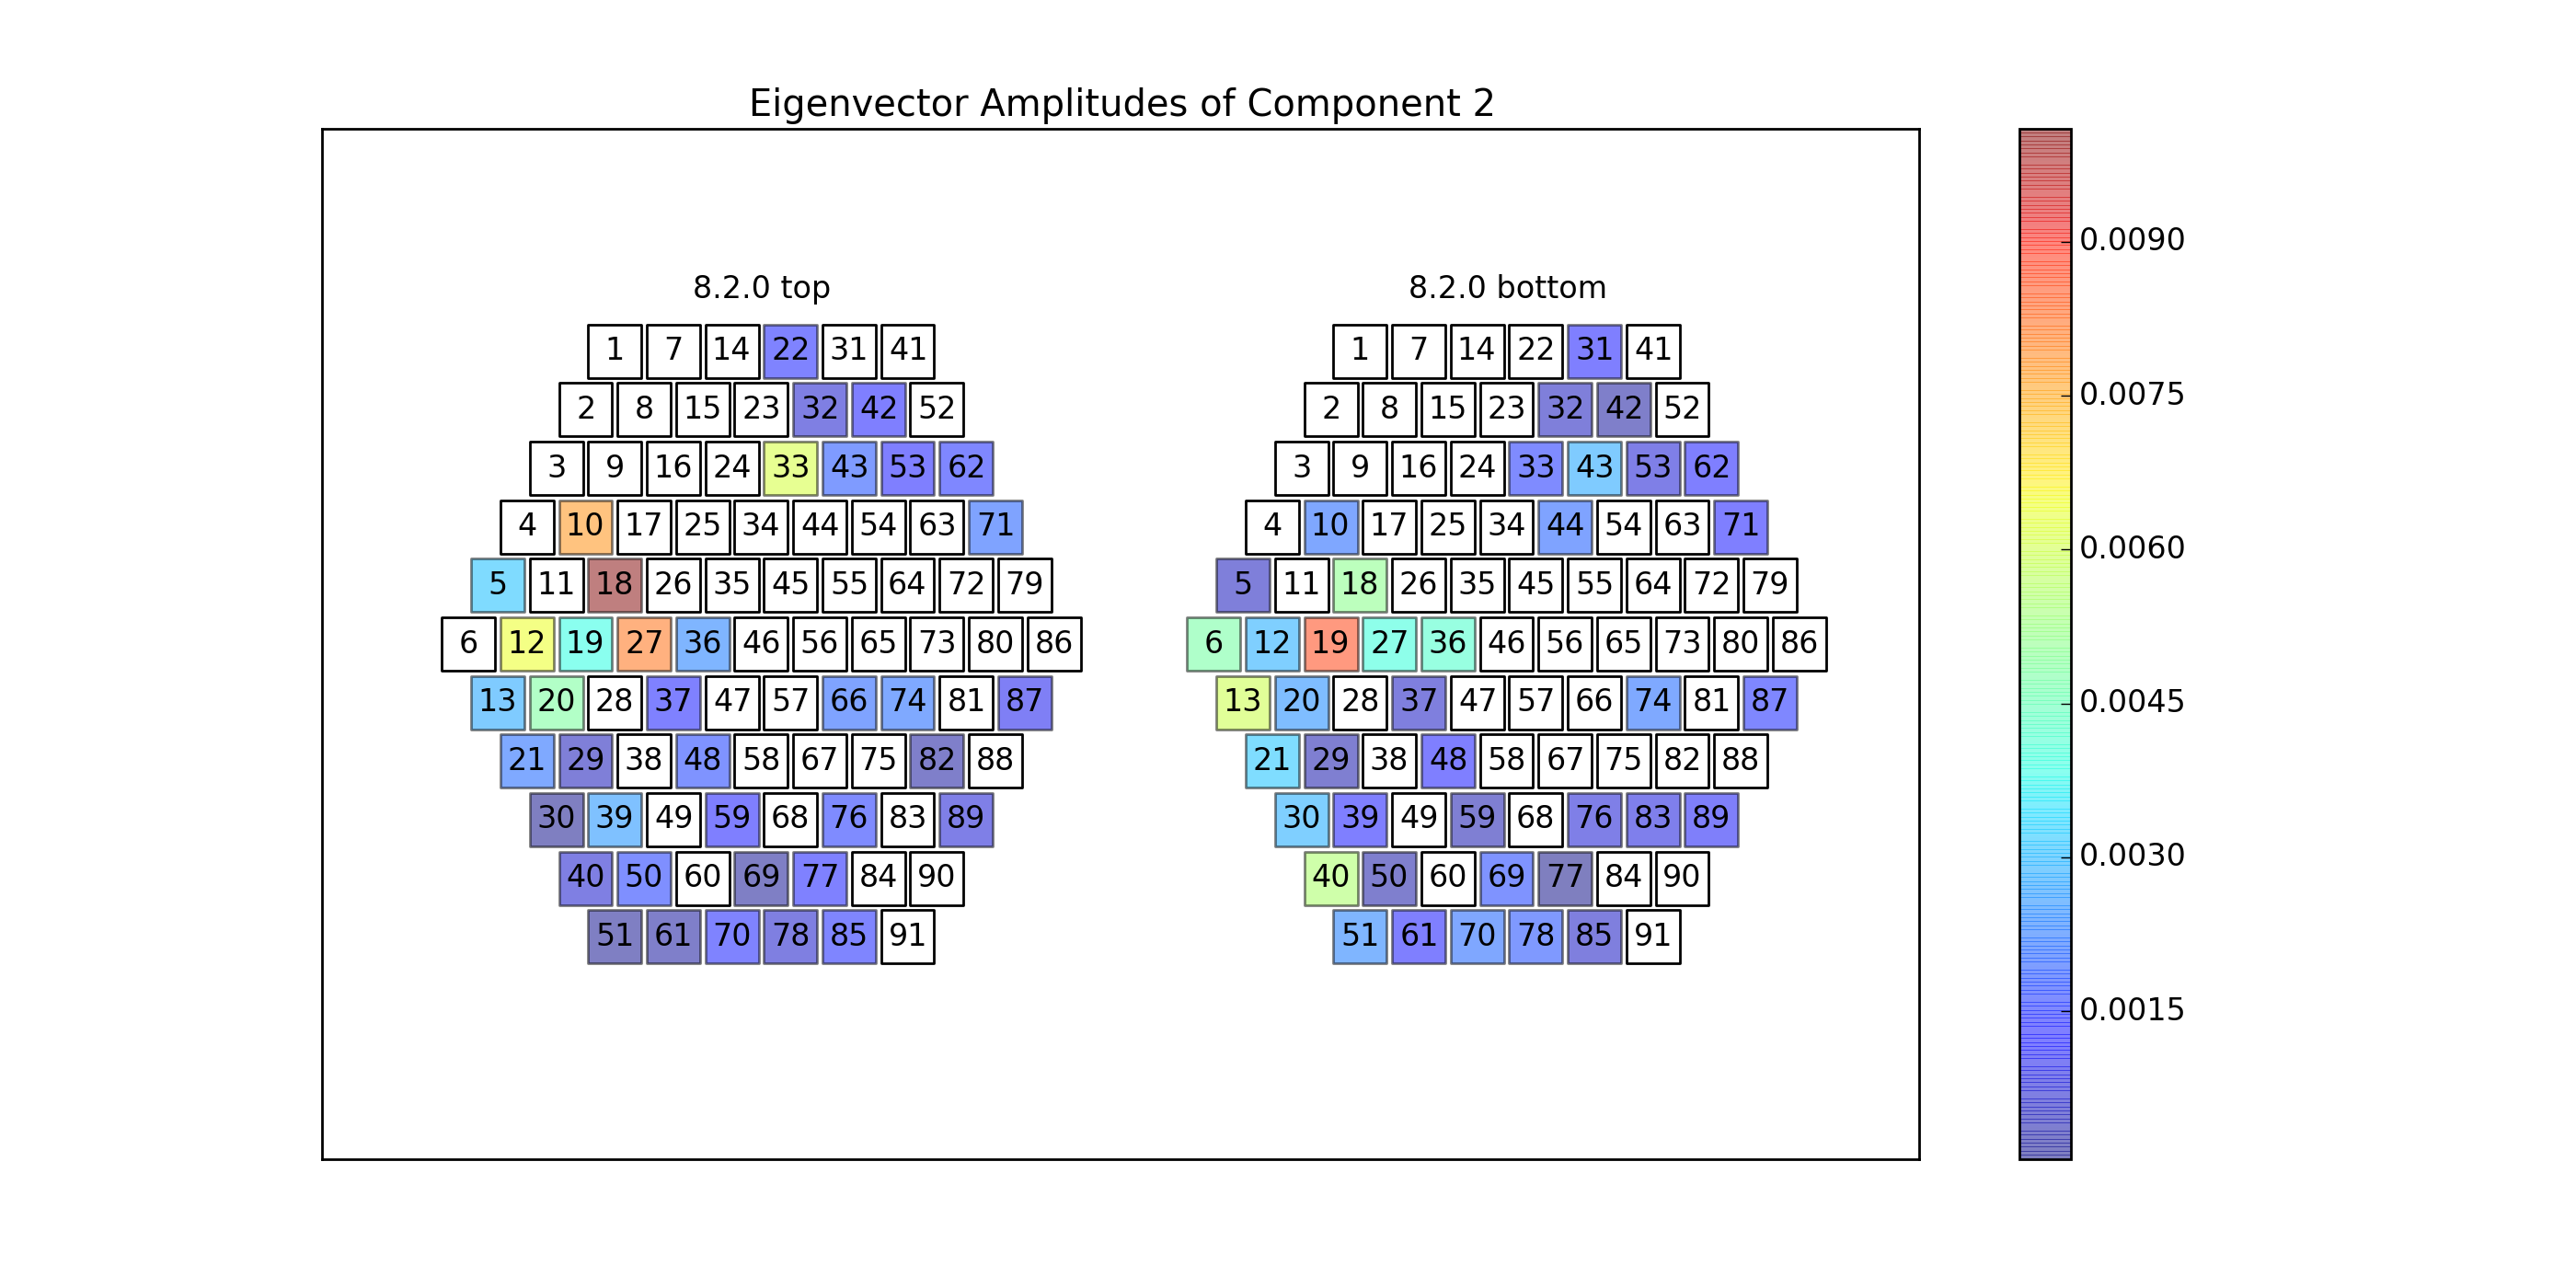 Eigenvector Amplitudes of Component 2
8.2.0 top
1 7 14 22 31 41
2 8 15 23 32 42 52
3 9 16 24 33 43 53 62
4 10 17 25 34 44 54 63 71
5 11 18 26 35 45 55 64 72 79
6 12 19 27 36 46 56 65 73 80 86
13 20 28 37 47 57 66 74 81 87
21 29 38 48 58 67 75 82 88
30 39 49 59 68 76 83 89
40 50 60 69 77 84 90
51 61 70 78 85 91
8.2.0 bottom
1 7 14 22 31 41
2 8 15 23 32 42 52
3 9 16 24 33 43 53 62
4 10 17 25 34 44 54 63 71
5 11 18 26 35 45 55 64 72 79
6 12 19 27 36 46 56 65 73 80 86
13 20 28 37 47 57 66 74 81 87
21 29 38 48 58 67 75 82 88
30 39 49 59 68 76 83 89
40 50 60 69 77 84 90
51 61 70 78 85 91
0.0090
0.0075
0.0060
0.0045
0.0030
0.0015